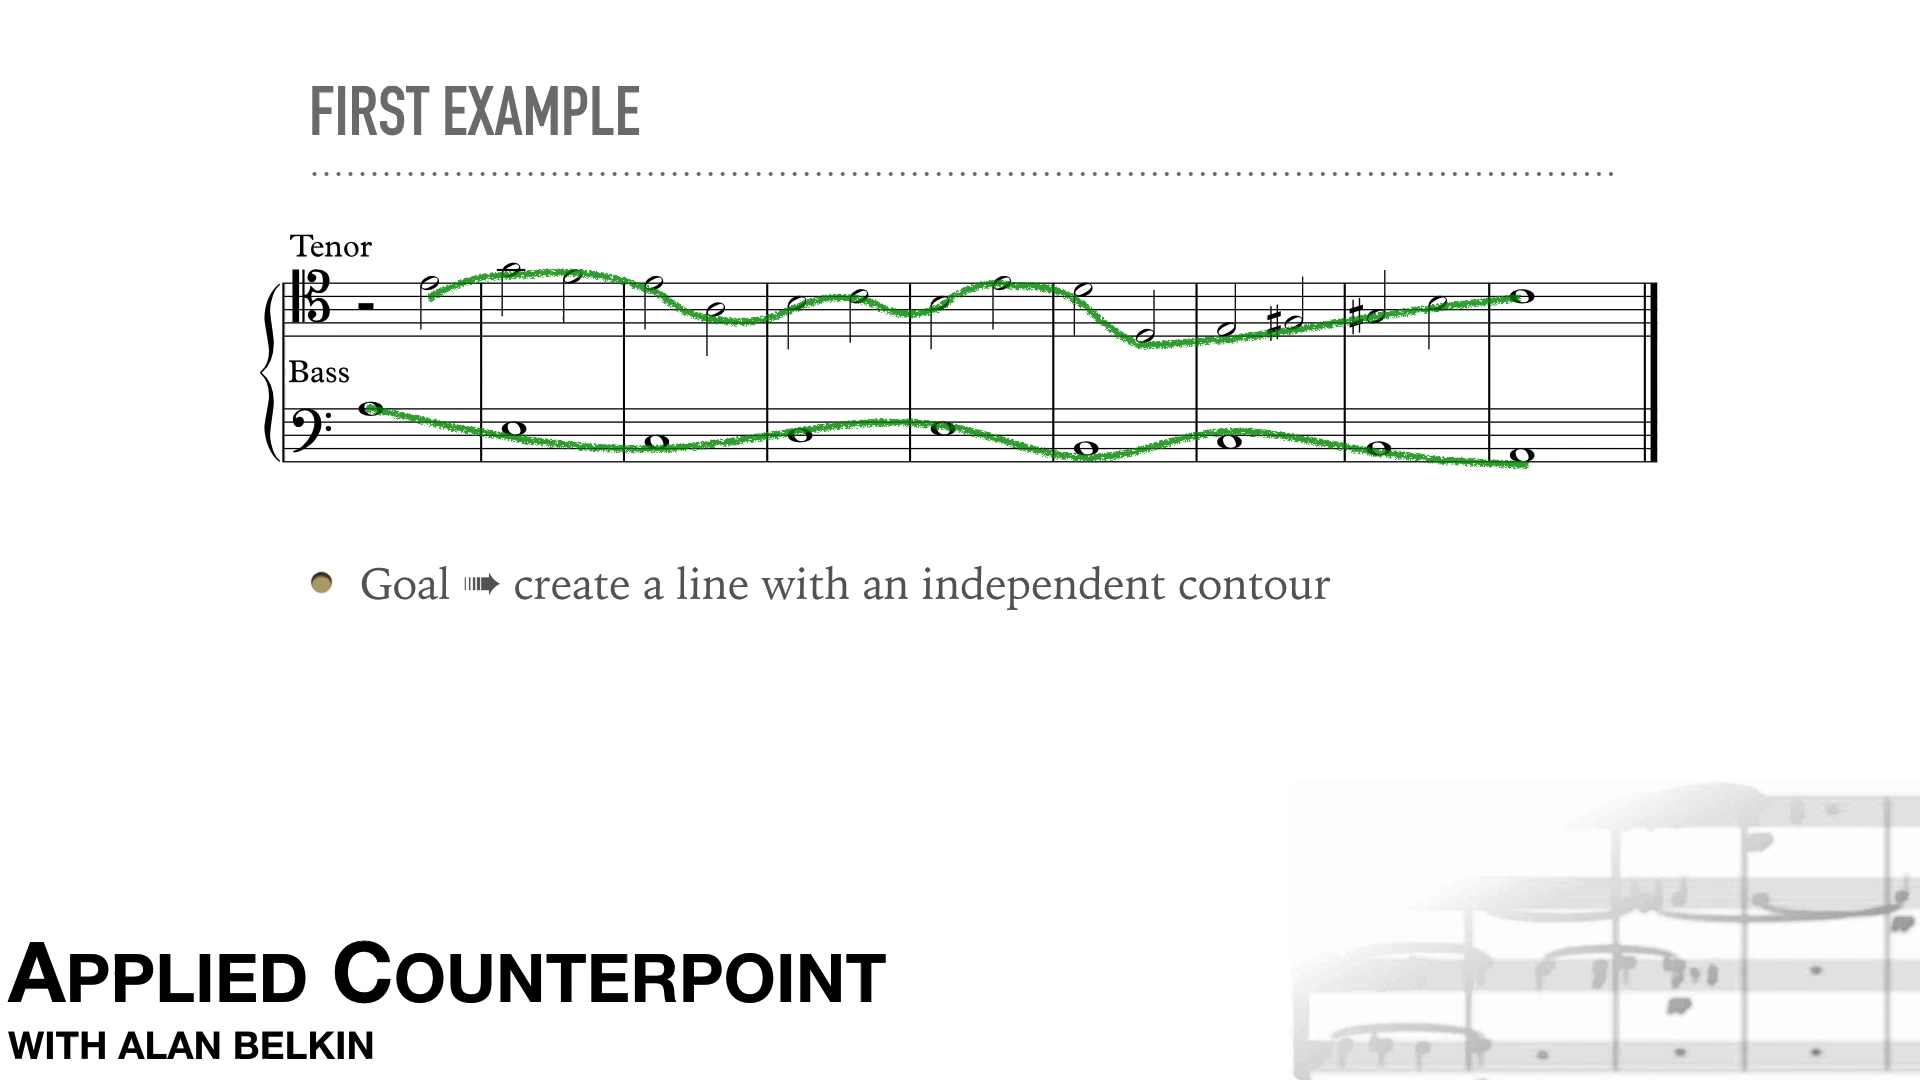 FIRST EXAMPLE
Tenor
Bass
Goal ➠ create a line with an independent contour
APPLIED COUNTERPOINT
WITH ALAN BELKIN